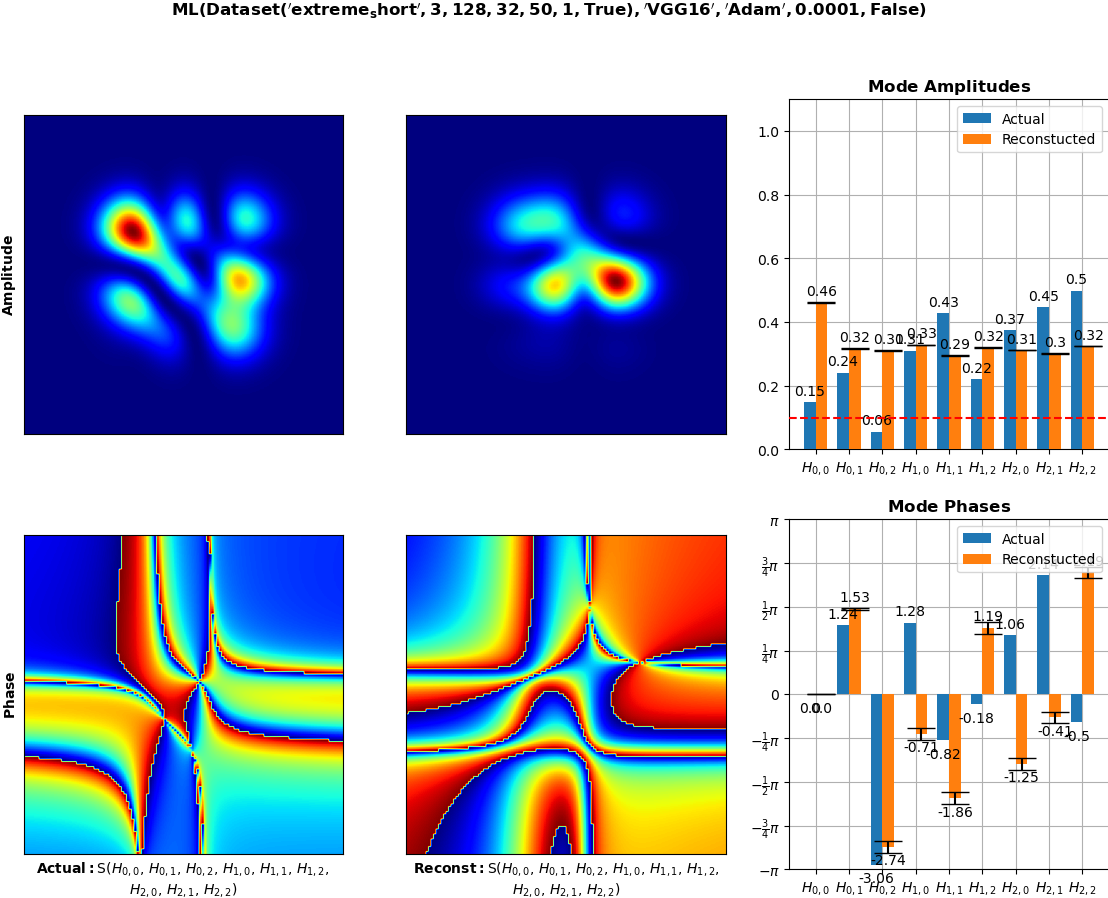 ML(Dataset('extreme_short', 3, 128, 32, 50, 1, True), 'VGG16', 'Adam', 0.0001, False)
Amplitude
Mode Amplitudes
Actual
Reconstucted
1.0
0.8
0.6
0.4
0.2
0.0
0.15
0.46
0.24
0.32
0.06
0.31
0.31
0.33
0.43
0.29
0.22
0.32
0.37
0.31
0.45
0.3
0.5
0.32
H0,0 H0,1 H0,2 H1,0 H1,1 H1,2 H2,0 H2,1 H2,2
Phase
Mode Phases
Actual
Reconstucted
π
3/4π
1/2π
1/4π
0
−1/4π
−1/2π
−3/4π
−π
0.0
0.0
1.24
1.53
-3.06
-2.74
1.28
-0.71
-0.82
-1.86
-0.18
1.19
1.06
-1.25
-0.41
-0.5
H0,0 H0,1 H0,2 H1,0 H1,1 H1,2 H2,0 H2,1 H2,2
Actual: S(H0,0, H0,1, H0,2, H1,0, H1,1, H1,2,
H2,0, H2,1, H2,2)
Reconst: S(H0,0, H0,1, H0,2, H1,0, H1,1, H1,2,
H2,0, H2,1, H2,2)